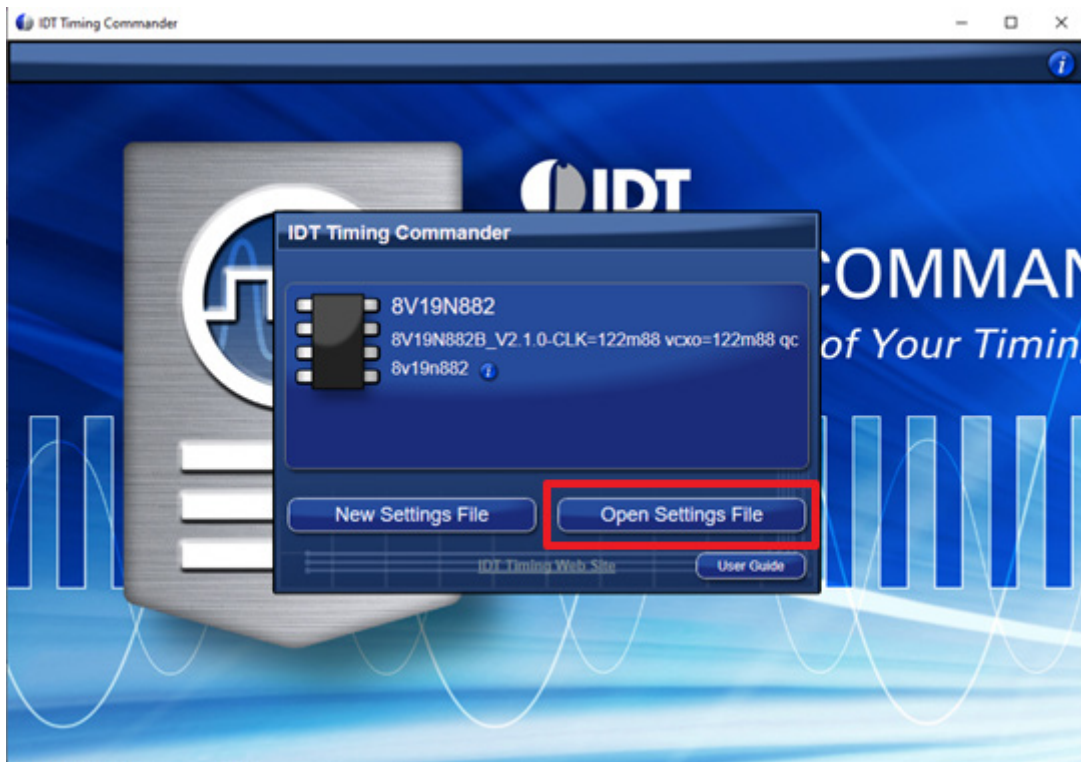 IDT Timing Commander
i
IDT
COMMAN
of Your Timin
IDT Timing Commander
8V19N882
8V19N882B_V2.1.0-CLK=122m88 vcxo=122m88 qc
8v19n882 i
New Settings File
Open Settings File
IDT Timing Web Site
User Guide